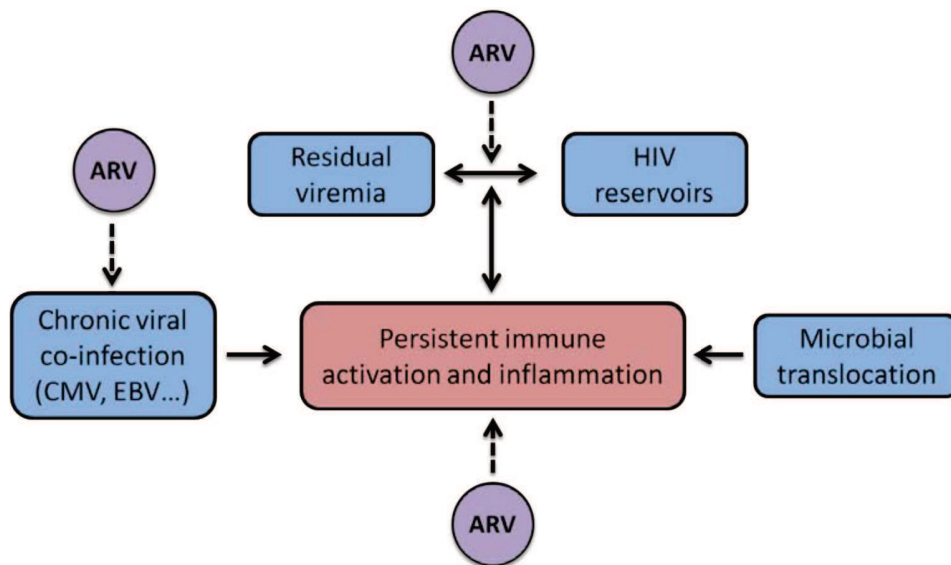 ARV
ARV
Residual
viremia
HIV
reservoirs
Chronic viral
co-infection
(CMV, EBV...)
Persistent immune
activation and inflammation
Microbial
translocation
ARV